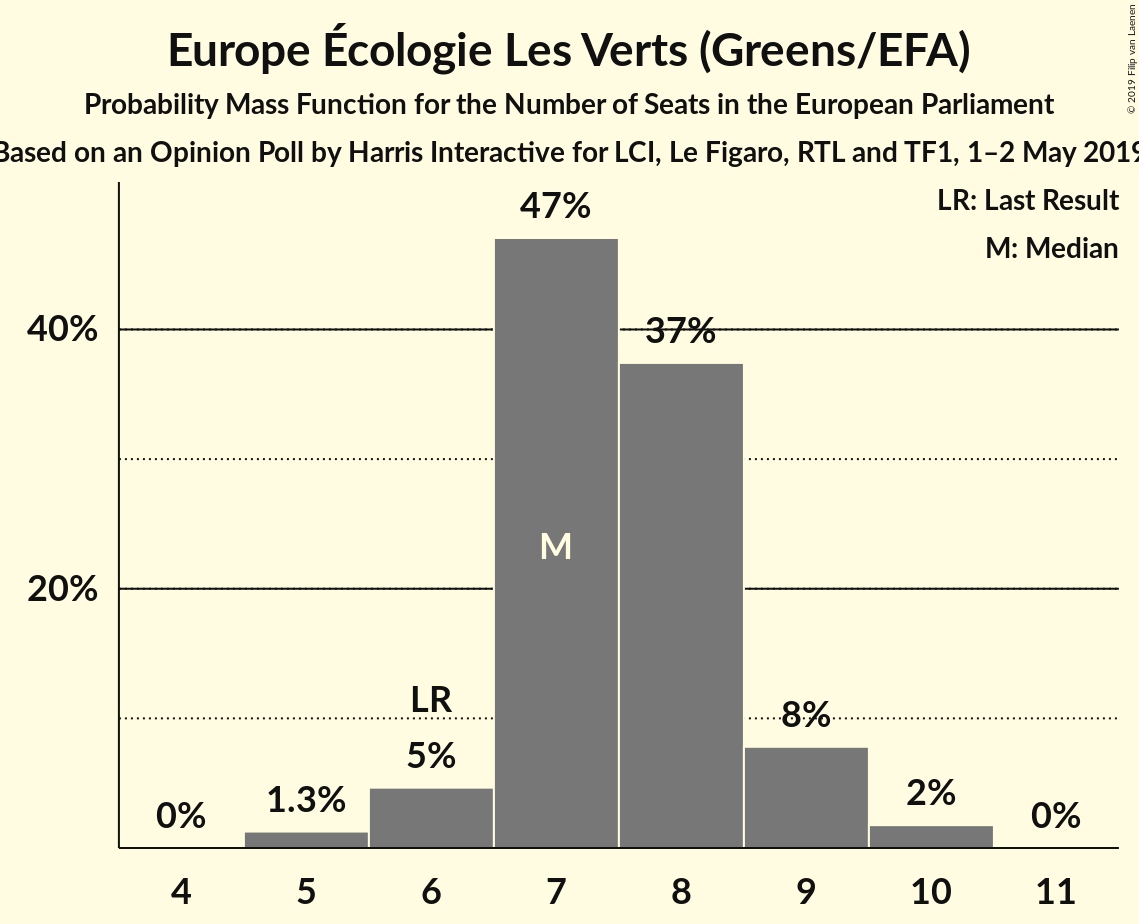 Europe Écologie Les Verts (Greens/EFA)
Probability Mass Function for the Number of Seats in the European Parliament
Based on an Opinion Poll by Harris Interactive for LCI, Le Figaro, RTL and TF1, 1–2 May 2019
© 2019 Filip van Laenen
LR: Last Result
M: Median
47%
40%
37%
M
20%
LR
8%
5%
2%
1.3%
0%
0%
4 5 6 7 8 9 10 11